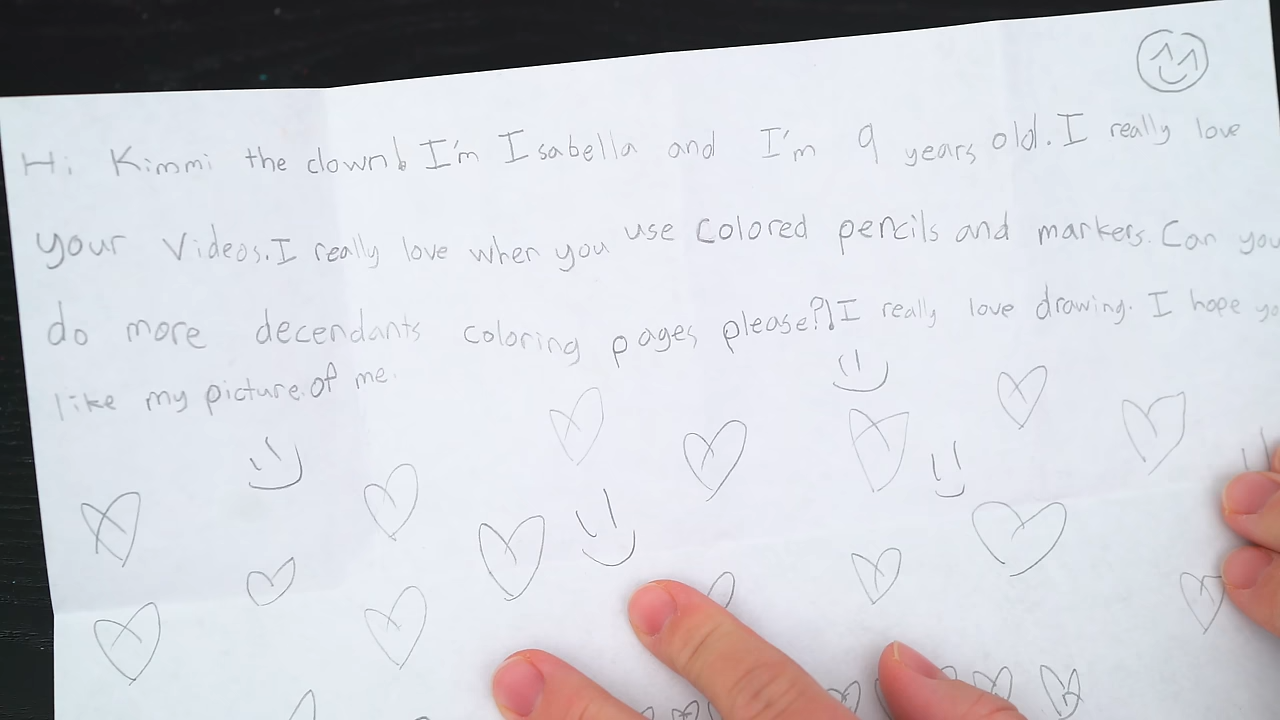 Hi Kimmi the clown! I'm Isabella and I'm 9 years old. I really love
your videos. I really love when you use colored pencils and markers. Can you
do more decendants coloring pages please?! I really love drawing. I hope yo
like my picture. of me.